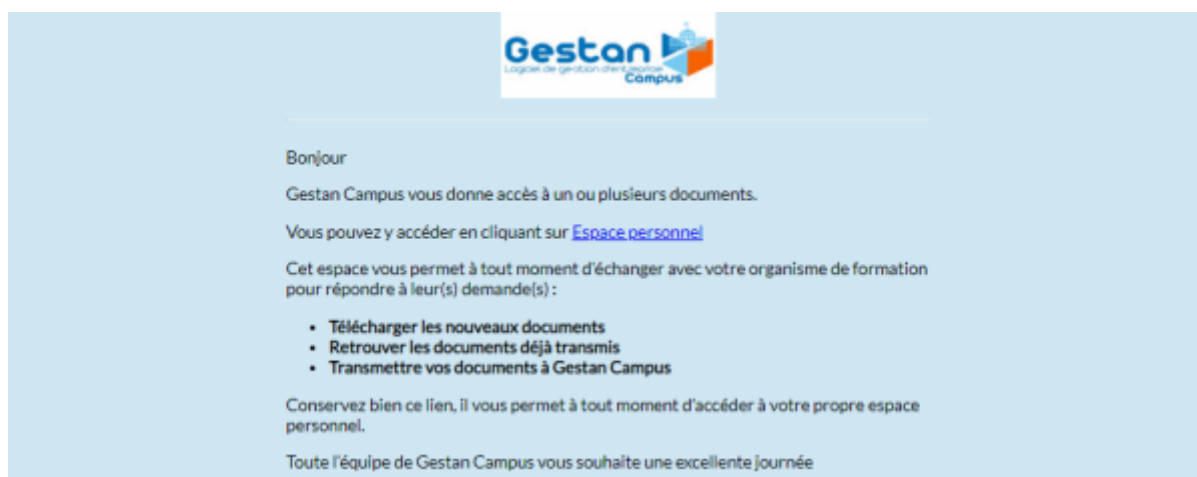 Gestan
Logiciel de gestion d'entreprise
Campus
Bonjour
Gestan Campus vous donne accès à un ou plusieurs documents.
Vous pouvez y accéder en cliquant sur Espace personnel
Cet espace vous permet à tout moment d'échanger avec votre organisme de formation
pour répondre à leur(s) demande(s) :
• Télécharger les nouveaux documents
• Retrouver les documents déjà transmis
• Transmettre vos documents à Gestan Campus
Conservez bien ce lien, il vous permet à tout moment d'accéder à votre propre espace
personnel.
Toute l'équipe de Gestan Campus vous souhaite une excellente journée